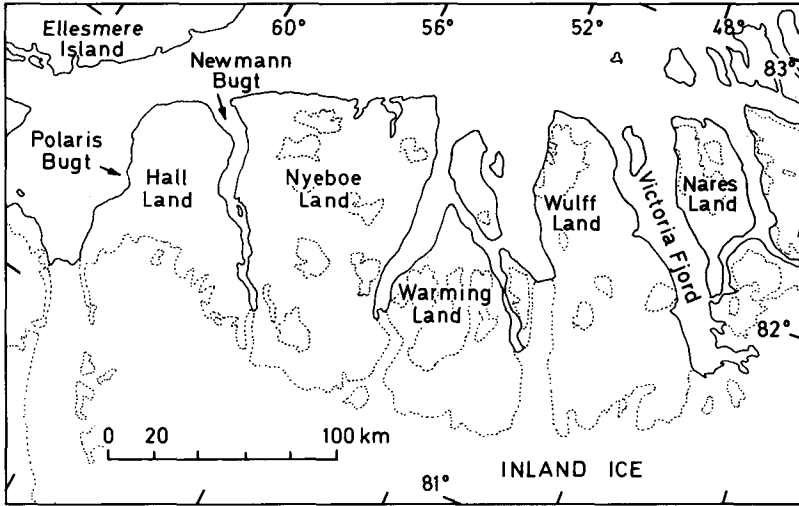 Ellesmere
Island
60°
56°
52°
48°
83°
Newmann
Bugt
Polaris
Bugt
Hall
Land
Nyeboe
Land
Wulff
Land
Victoria Fjord
Nares
Land
Warming
Land
82°
0 20 100 km
81°
INLAND ICE